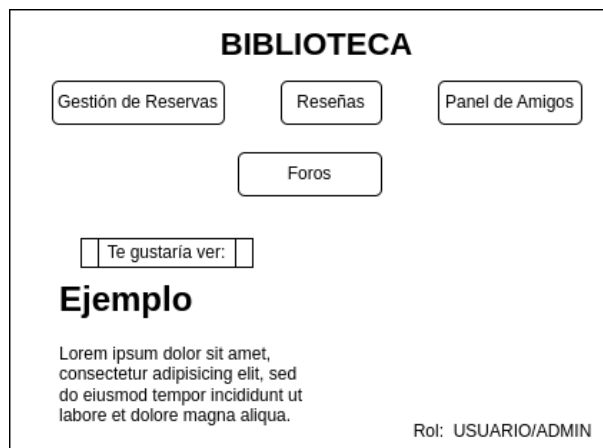 BIBLIOTECA
Gestión de Reservas
Reseñas
Panel de Amigos
Foros
Te gustaría ver:
Ejemplo
Lorem ipsum dolor sit amet,
consectetur adipisicing elit, sed
do eiusmod tempor incididunt ut
labore et dolore magna aliqua.
Rol: USUARIO/ADMIN